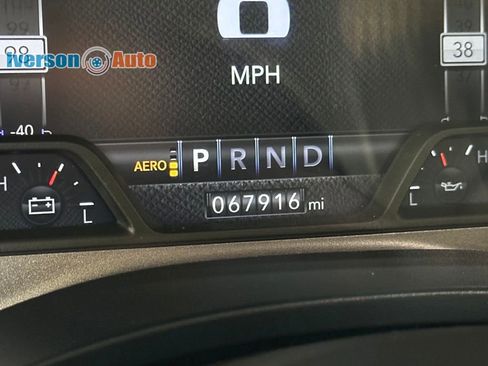 Iverson Auto
98
38
MPH
-40
AERO P R N D
H H
067916 mi
L L